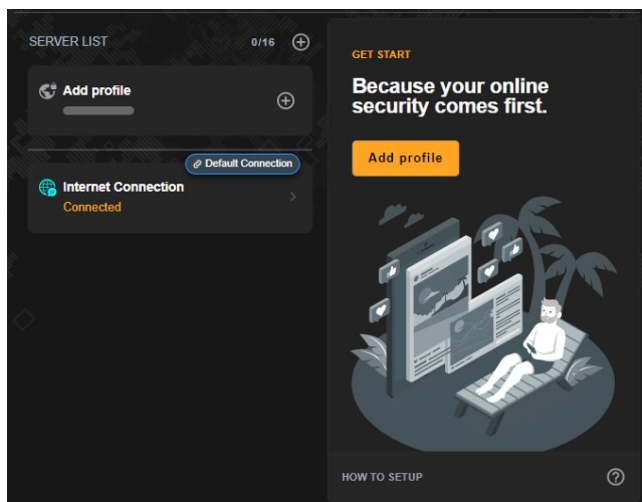 SERVER LIST
0/16
Add profile
Default Connection
Internet Connection
Connected
GET START
Because your online
security comes first.
Add profile
HOW TO SETUP